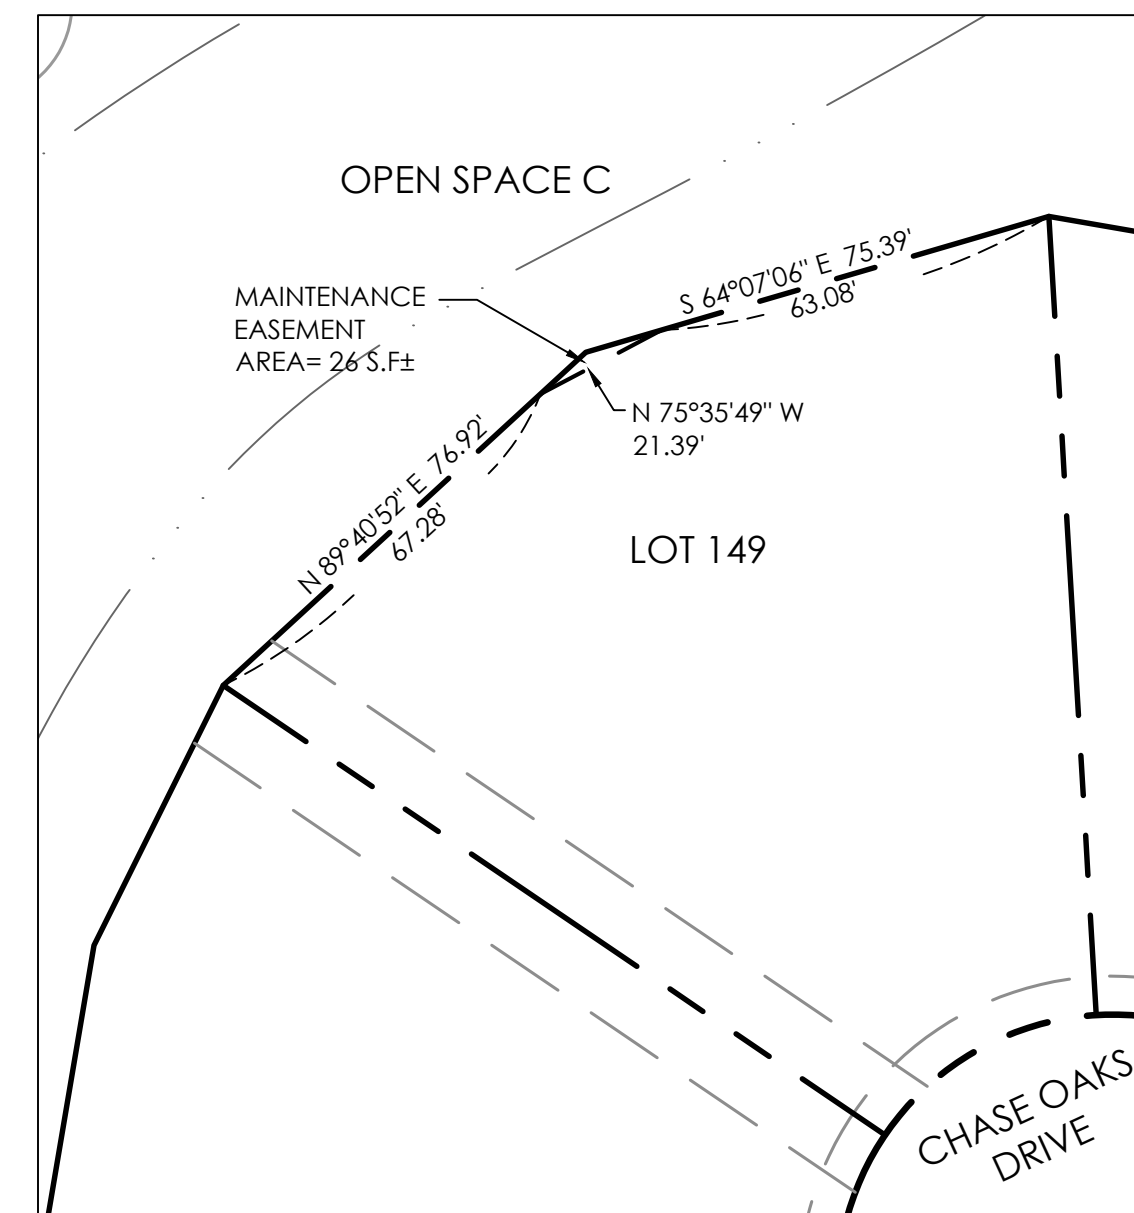 OPEN SPACE C
S 64°07'06" E 75.39'
63.08'
MAINTENANCE
EASEMENT
AREA= 26 S.F±
N 75°35'49" W
21.39'
N 89°40'52" E 76.92'
67.28'
LOT 149
CHASE OAKS
DRIVE